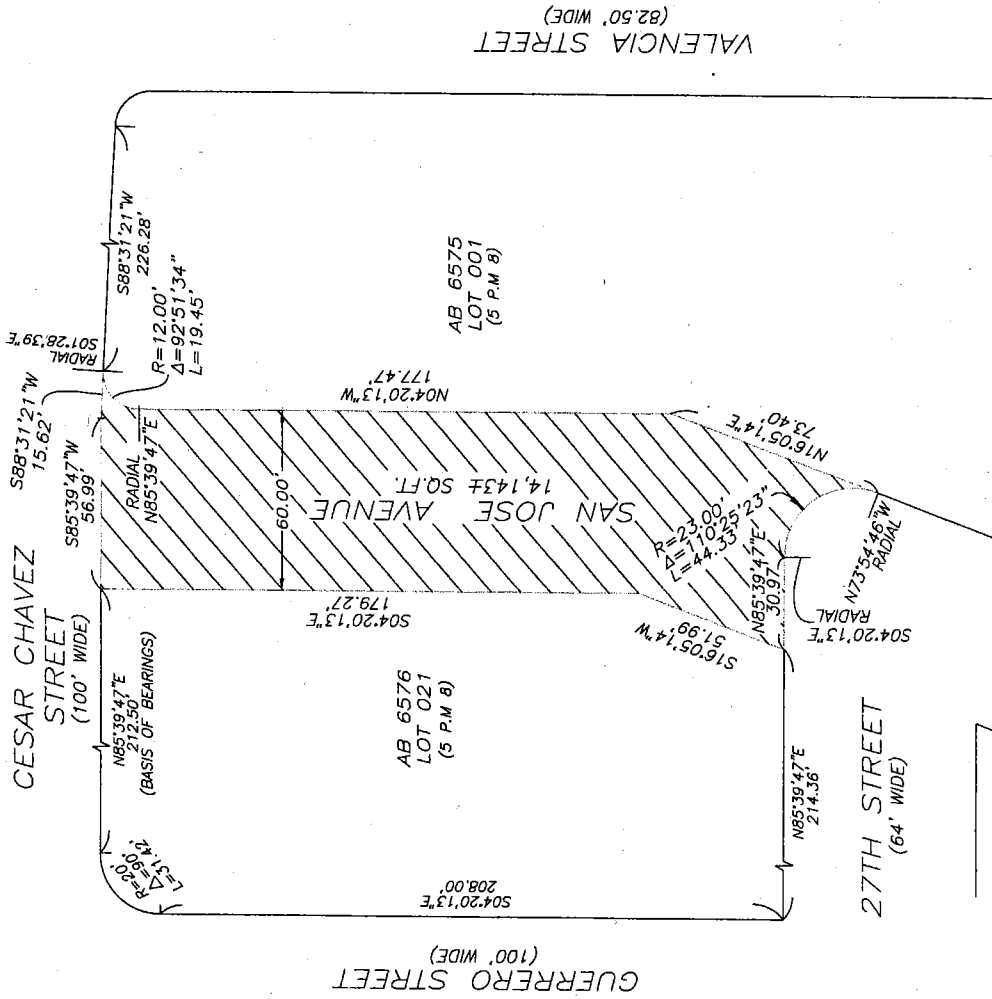 CESAR CHAVEZ
STREET
(100' WIDE)
VALENCIA STREET
(82.50' WIDE)
GUERRERO STREET
(100' WIDE)
27TH STREET
(64' WIDE)
SAN JOSE AVENUE
14,143± SQ.FT.
N85°39'47"E
212.50'
(BASIS OF BEARINGS)
S85°39'47"W
56.99'
S88°31'21"W
15.62'
S01°28'39"E
RADIAL
S88°31'21"W
226.28'
R=12.00'
Δ=92°51'34"
L=19.45'
RADIAL
N85°39'47"E
60.00'
N04°20'13"W
177.47'
S04°20'13"E
179.27'
AB 6575
LOT 001
(5 P.M 8)
AB 6576
LOT 021
(5 P.M 8)
R=20'
Δ=90°
L=31.42'
S04°20'13"E
208.00'
N16°05'14"E
73.40'
S16°05'14"W
51.99'
R=23.00'
Δ=110°25'23"
L=44.33'
N85°39'47"E
30.97'
N73°54'46"W
RADIAL
S04°20'13"E
RADIAL
N85°39'47"E
214.36'